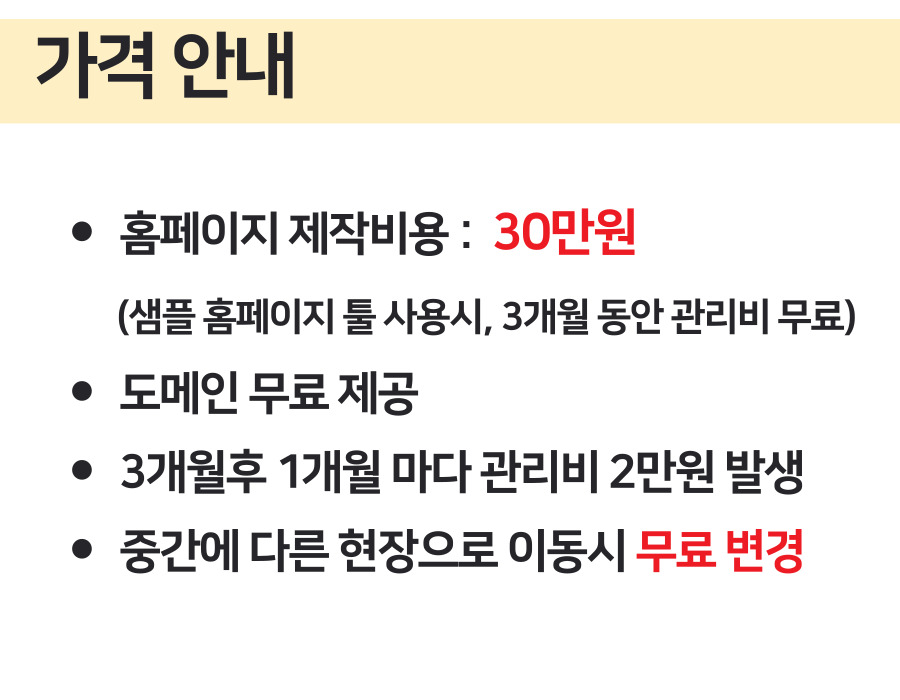 가격 안내
• 홈페이지 제작비용 : 30만원
(샘플 홈페이지 툴 사용시, 3개월 동안 관리비 무료)
• 도메인 무료 제공
• 3개월후 1개월 마다 관리비 2만원 발생
• 중간에 다른 현장으로 이동시 무료 변경